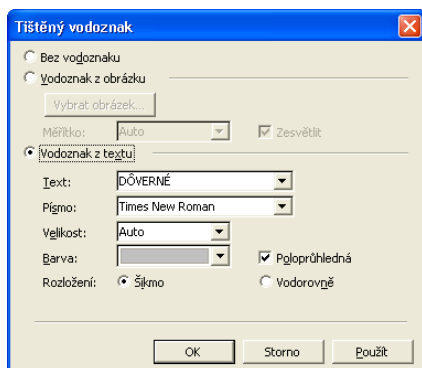 Tištěný vodoznak
Bez vodoznaku
Vodoznak z obrázku
Vybrat obrázek...
Měřítko: Auto Zesvětlit
Vodoznak z textu
Text: DÔVERNÉ
Písmo: Times New Roman
Velikost: Auto
Barva: Poloprůhledná
Rozložení: Šikmo Vodorovně
OK Storno Použít